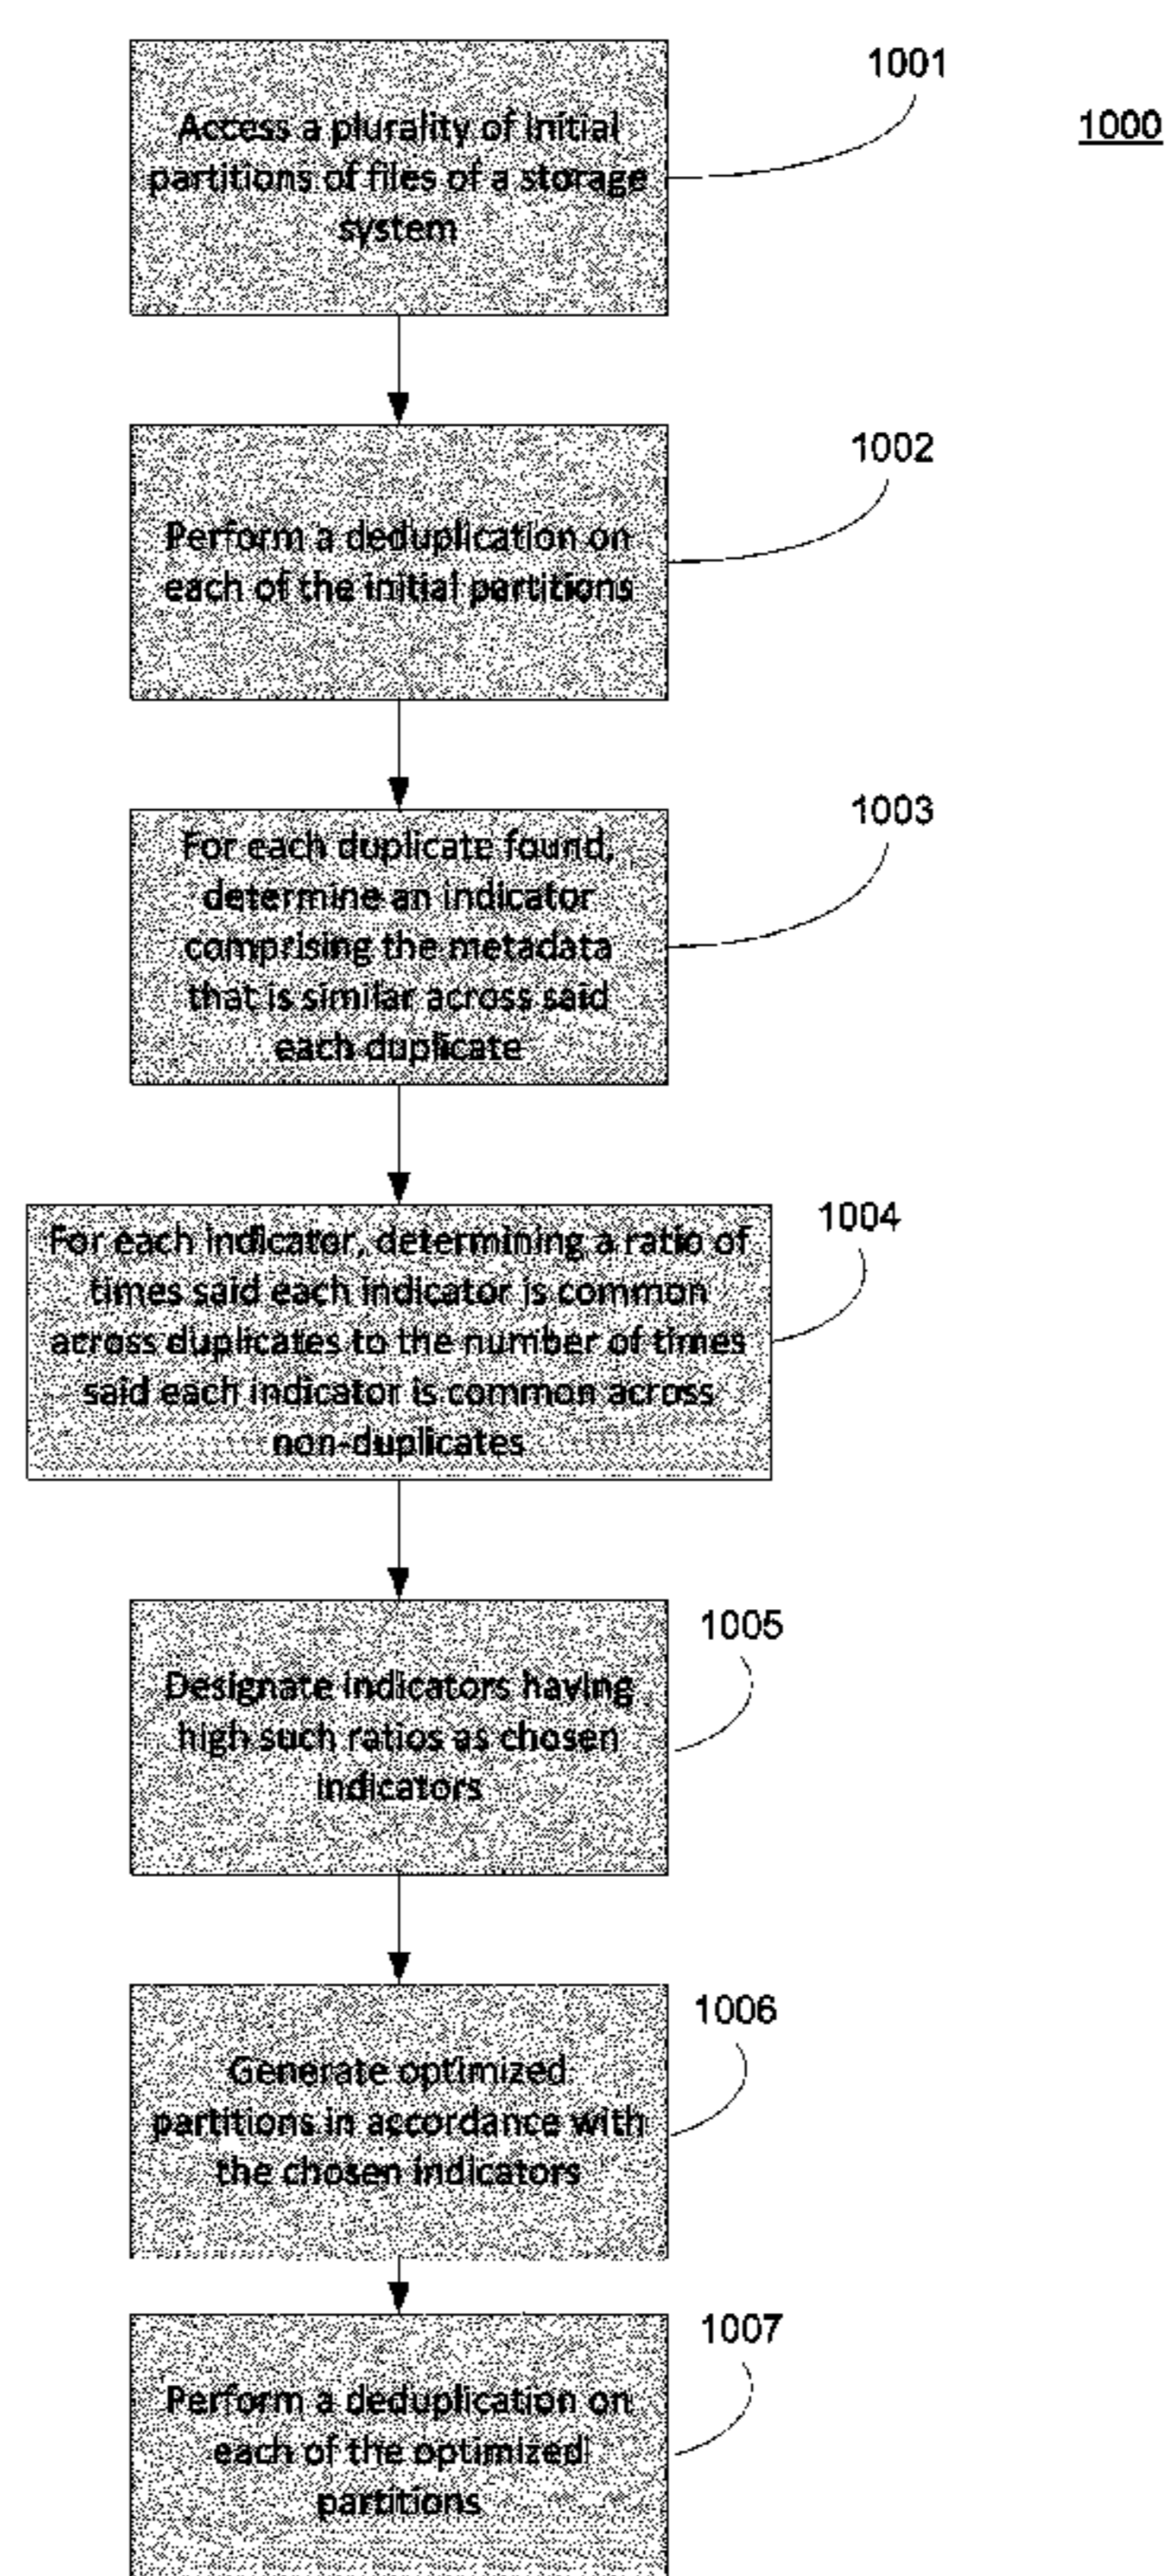 1001
1000
Access a plurality of initial
partitions of files of a storage
system
1002
Perform a deduplication on
each of the initial partitions
1003
For each duplicate found,
determine an indicator
comprising the metadata
that is similar across said
each duplicate
1004
For each indicator, determining a ratio of
times said each indicator is common
across duplicates to the number of times
said each indicator is common across
non-duplicates
1005
Designate indicators having
high such ratios as chosen
indicators
1006
Generate optimized
partitions in accordance with
the chosen indicators
1007
Perform a deduplication on
each of the optimized
partitions